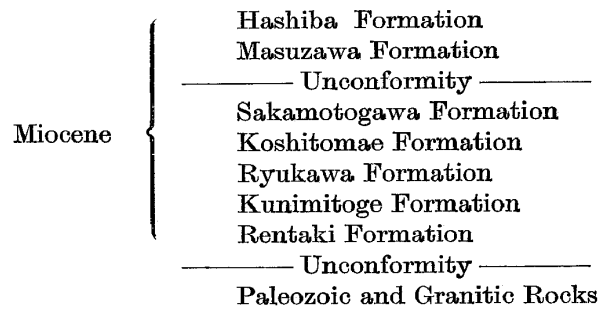 Hashiba Formation
Masuzawa Formation
Unconformity
Miocene
Sakamotogawa Formation
Koshitomae Formation
Ryukawa Formation
Kunimitoge Formation
Rentaki Formation
Unconformity
Paleozoic and Granitic Rocks